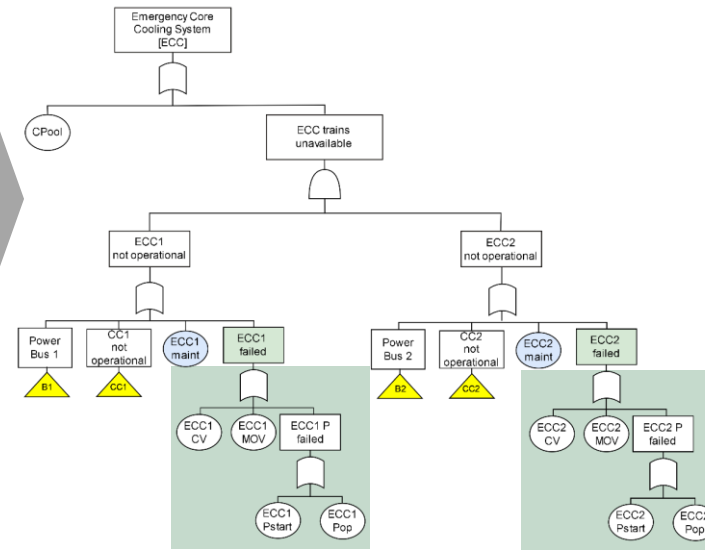 Emergency Core
Cooling System
[ECC]
CPool
ECC trains
unavailable
ECC1
not operational
ECC2
not operational
Power
Bus 1
CC1
not
operational
ECC1
maint
ECC1
failed
Power
Bus 2
CC2
not
operational
ECC2
maint
ECC2
failed
B1
CC1
B2
CC2
ECC1
CV
ECC1
MOV
ECC1 P
failed
ECC2
CV
ECC2
MOV
ECC2 P
failed
ECC1
Pstart
ECC1
Pop
ECC2
Pstart
ECC2
Pop